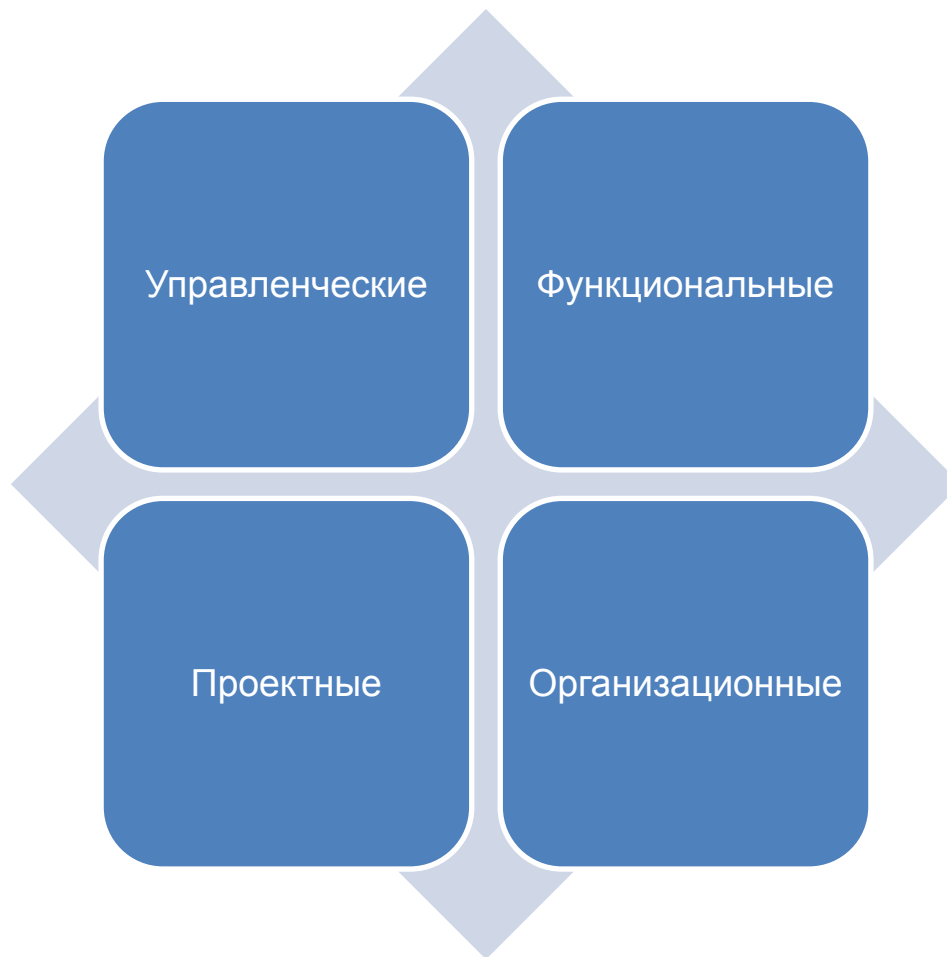 Управленческие
Функциональные
Проектные
Организационные